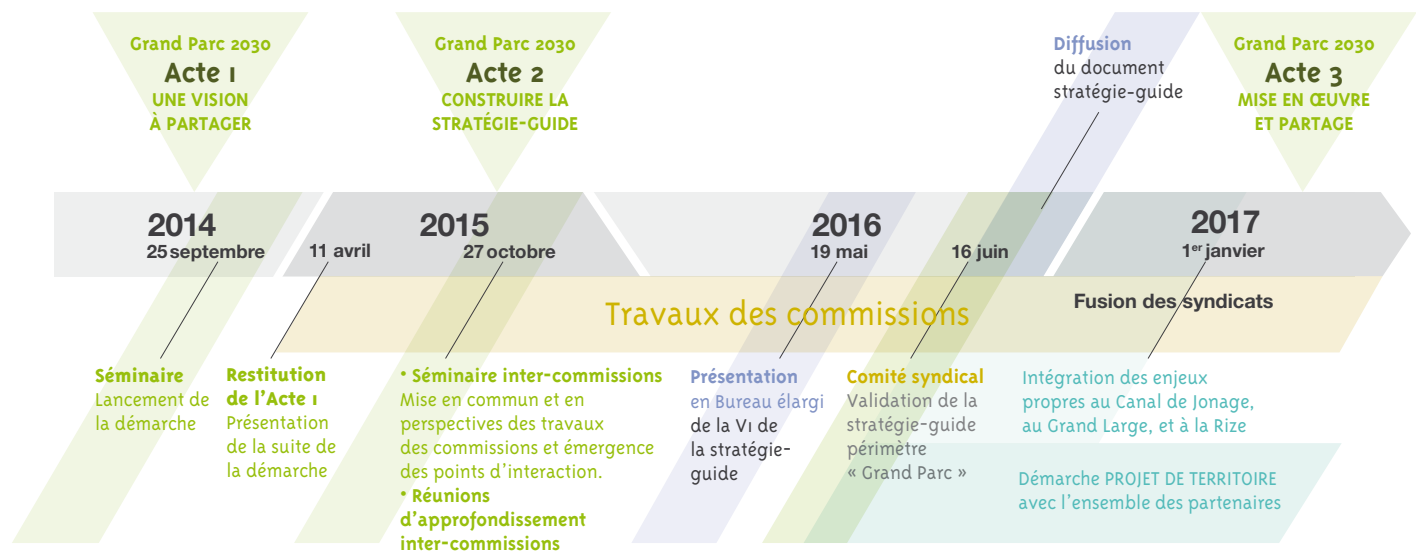 Grand Parc 2030
Acte 1
UNE VISION
À PARTAGER
Grand Parc 2030
Acte 2
CONSTRUIRE LA
STRATÉGIE-GUIDE
Diffusion
du document
stratégie-guide
Grand Parc 2030
Acte 3
MISE EN ŒUVRE
ET PARTAGE
2014
25 septembre
11 avril
2015
27 octobre
2016
19 mai
16 juin
2017
1er janvier
Travaux des commissions
Fusion des syndicats
Séminaire
Lancement de
la démarche
Restitution
de l'Acte 1
Présentation
de la suite de
la démarche
• Séminaire inter-commissions
Mise en commun et en
perspectives des travaux
des commissions et émergence
des points d'interaction.
• Réunions
d'approfondissement
inter-commissions
Présentation
en Bureau élargi
de la V1 de
la stratégie-
guide
Comité syndical
Validation de la
stratégie-guide
périmètre
« Grand Parc »
Intégration des enjeux
propres au Canal de Jonage,
au Grand Large, et à la Rize
Démarche PROJET DE TERRITOIRE
avec l'ensemble des partenaires